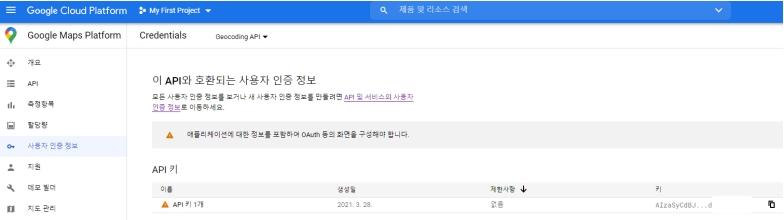 Google Cloud Platform My First Project 제품 및 리소스 검색
Google Maps Platform Credentials Geocoding API
개요
API
측정항목
할당량
사용자 인증 정보
지원
데모 빌더
지도 관리
이 API와 호환되는 사용자 인증 정보
모든 사용자 인증 정보를 보거나 새 사용자 인증 정보를 만들려면 API 및 서비스의 사용자
인증 정보로 이동하세요.
애플리케이션에 대한 정보를 포함하여 OAuth 동의 화면을 구성해야 합니다.
API 키
이름 생성일 제한사항 키
API 키 1개 2021. 3. 28. 없음 AIzaSyCdBJ...d